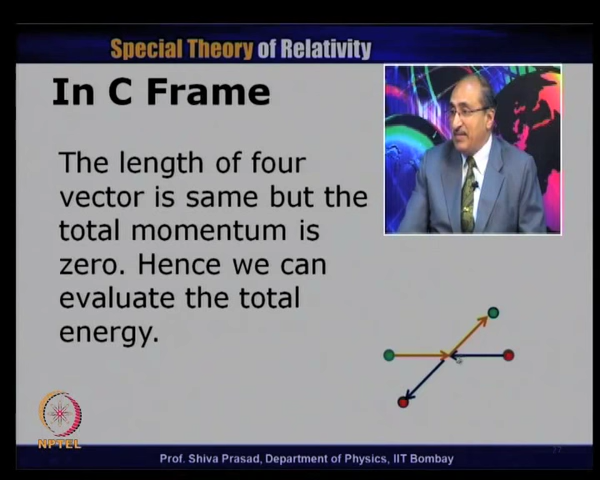 Special Theory of Relativity
In C Frame
The length of four
vector is same but the
total momentum is
zero. Hence we can
evaluate the total
energy.
NPTEL
Prof. Shiva Prasad, Department of Physics, IIT Bombay